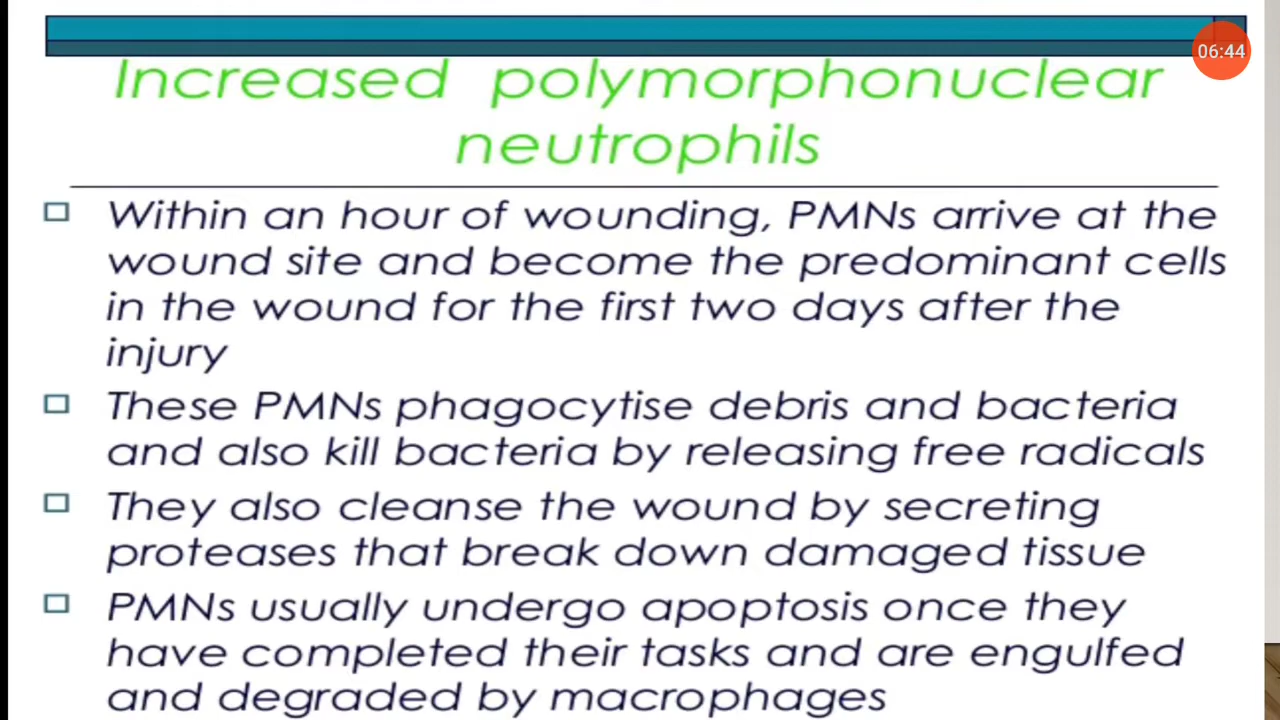 06:44
Increased polymorphonuclear
neutrophils
Within an hour of wounding, PMNs arrive at the
wound site and become the predominant cells
in the wound for the first two days after the
injury
These PMNs phagocytise debris and bacteria
and also kill bacteria by releasing free radicals
They also cleanse the wound by secreting
proteases that break down damaged tissue
PMNs usually undergo apoptosis once they
have completed their tasks and are engulfed
and degraded by macrophages